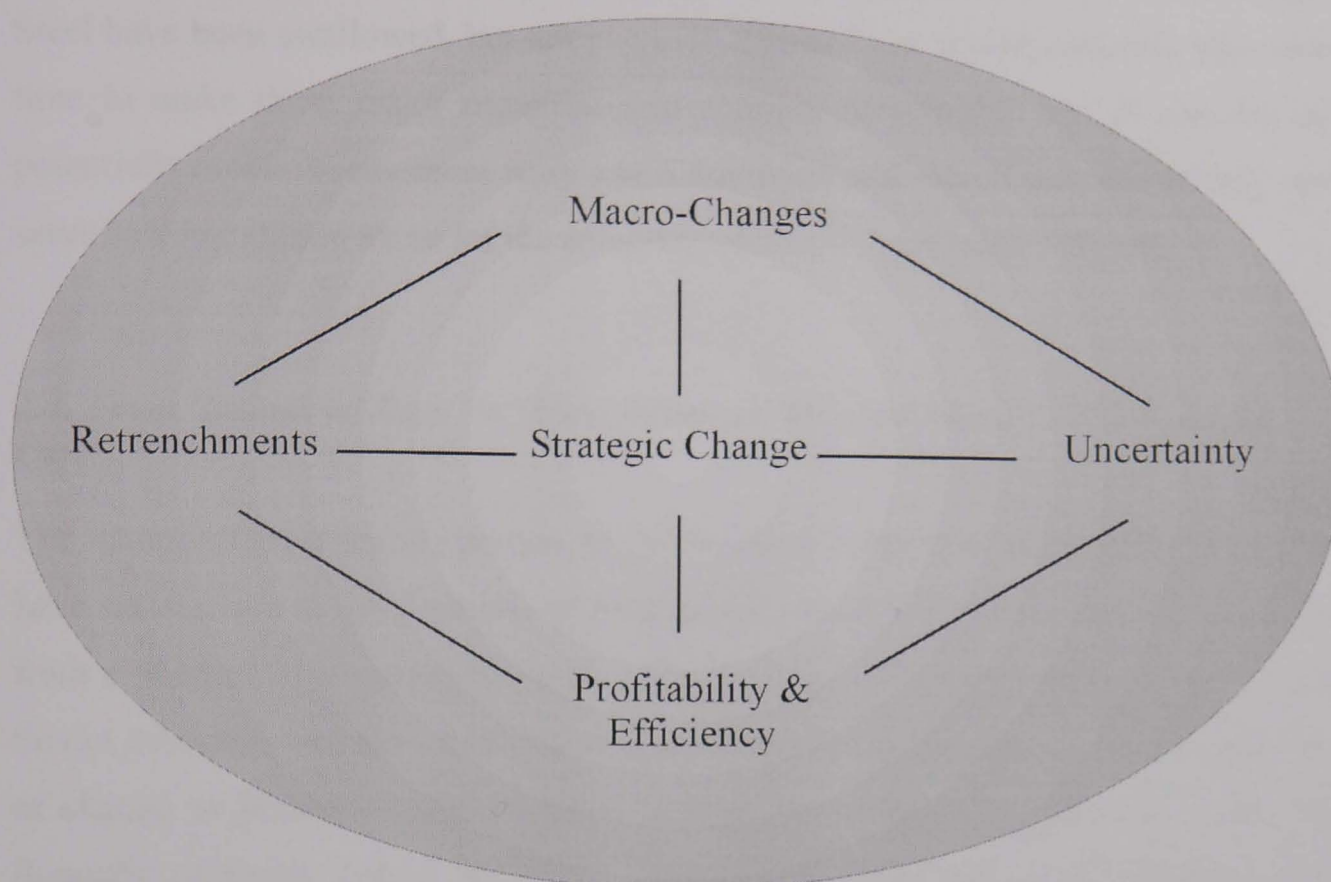 Macro-Changes
Retrenchments Strategic Change Uncertainty
Profitability &
Efficiency